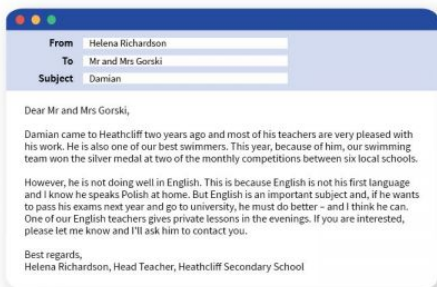 From Helena Richardson
To Mr and Mrs Gorski
Subject Damian
Dear Mr and Mrs Gorski,
Damian came to Heathcliff two years ago and most of his teachers are very pleased with
his work. He is also one of our best swimmers. This year, because of him, our swimming
team won the silver medal at two of the monthly competitions between six local schools.
However, he is not doing well in English. This is because English is not his first language
and I know he speaks Polish at home. But English is an important subject and, if he wants
to pass his exams next year and go to university, he must do better – and I think he can.
One of our English teachers gives private lessons in the evenings. If you are interested,
please let me know and I'll ask him to contact you.
Best regards,
Helena Richardson, Head Teacher, Heathcliff Secondary School